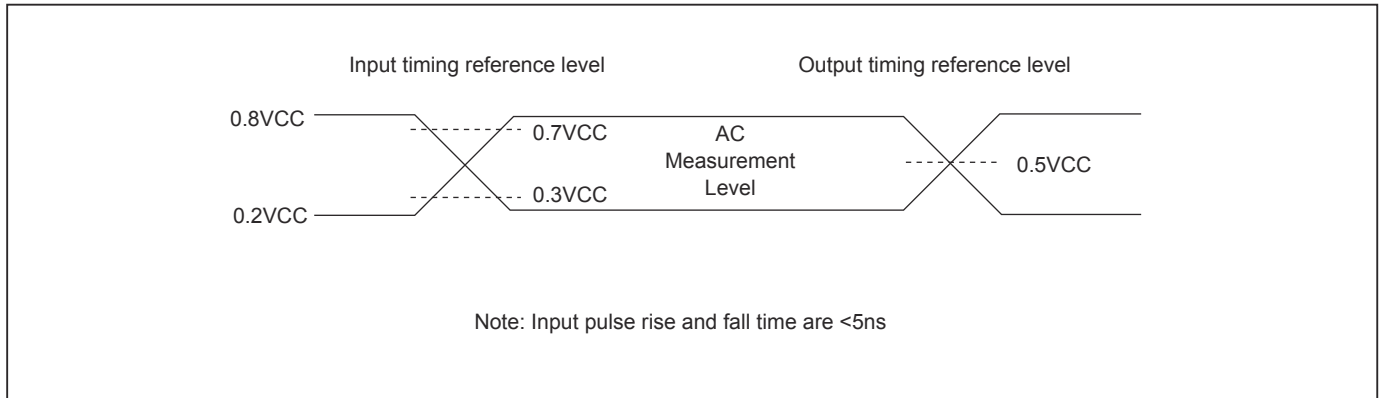 Input timing reference level
Output timing reference level
0.8VCC
0.7VCC
AC
Measurement
Level
0.5VCC
0.3VCC
0.2VCC
Note: Input pulse rise and fall time are <5ns